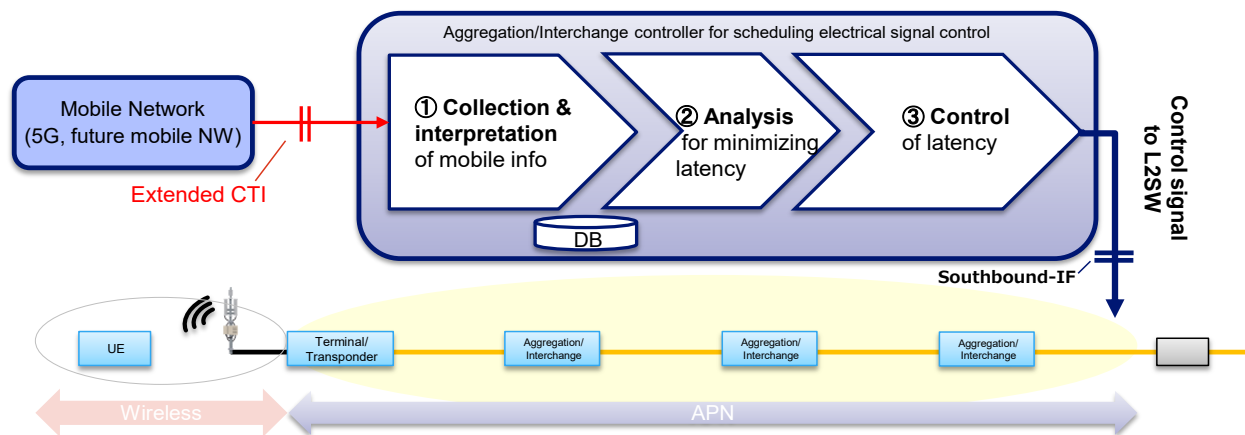 Aggregation/Interchange controller for scheduling electrical signal control
Mobile Network
(5G, future mobile NW)
Extended CTI
① Collection &
interpretation
of mobile info
② Analysis
for minimizing
latency
③ Control
of latency
DB
Control signal
to L2SW
Southbound-IF
UE
Terminal/
Transponder
Aggregation/
Interchange
Aggregation/
Interchange
Aggregation/
Interchange
Wireless
APN